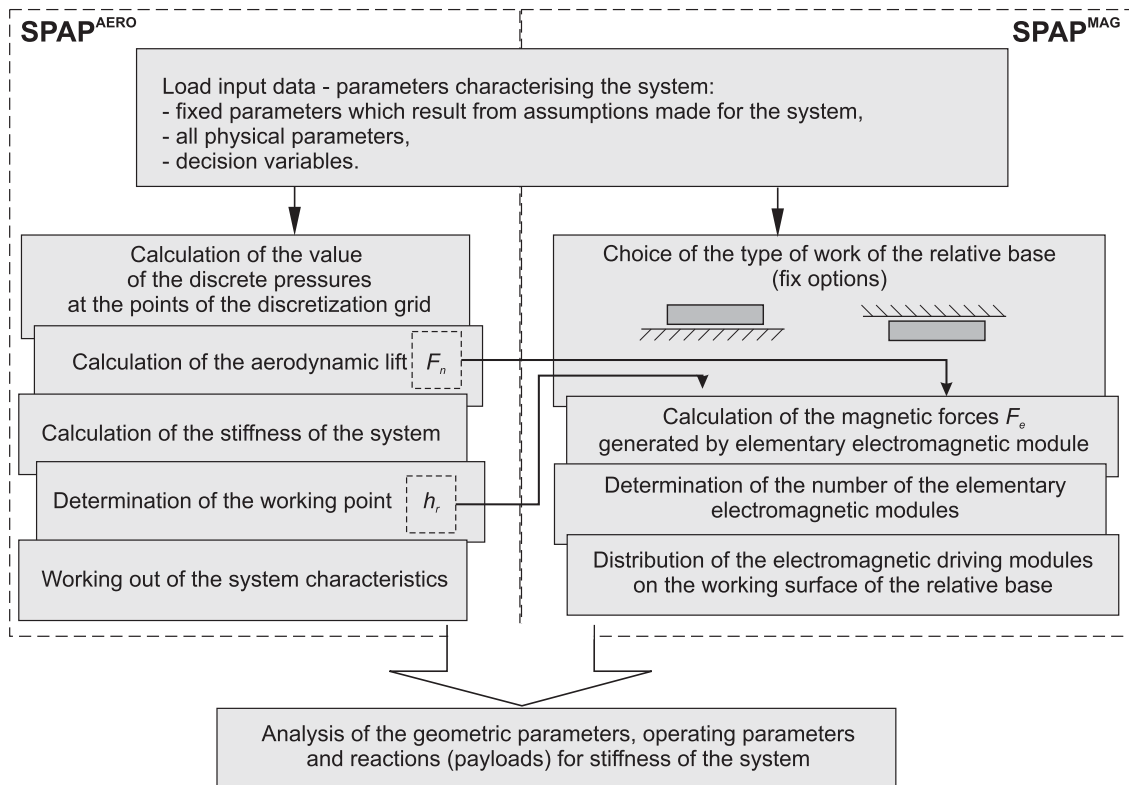 SPAP^AERO
SPAP^MAG
Load input data - parameters characterising the system:
- fixed parameters which result from assumptions made for the system,
- all physical parameters,
- decision variables.
Calculation of the value
of the discrete pressures
at the points of the discretization grid
Calculation of the aerodynamic lift F_n
Calculation of the stiffness of the system
Determination of the working point h_r
Working out of the system characteristics
Choice of the type of work of the relative base
(fix options)
Calculation of the magnetic forces F_e
generated by elementary electromagnetic module
Determination of the number of the elementary
electromagnetic modules
Distribution of the electromagnetic driving modules
on the working surface of the relative base
Analysis of the geometric parameters, operating parameters
and reactions (payloads) for stiffness of the system